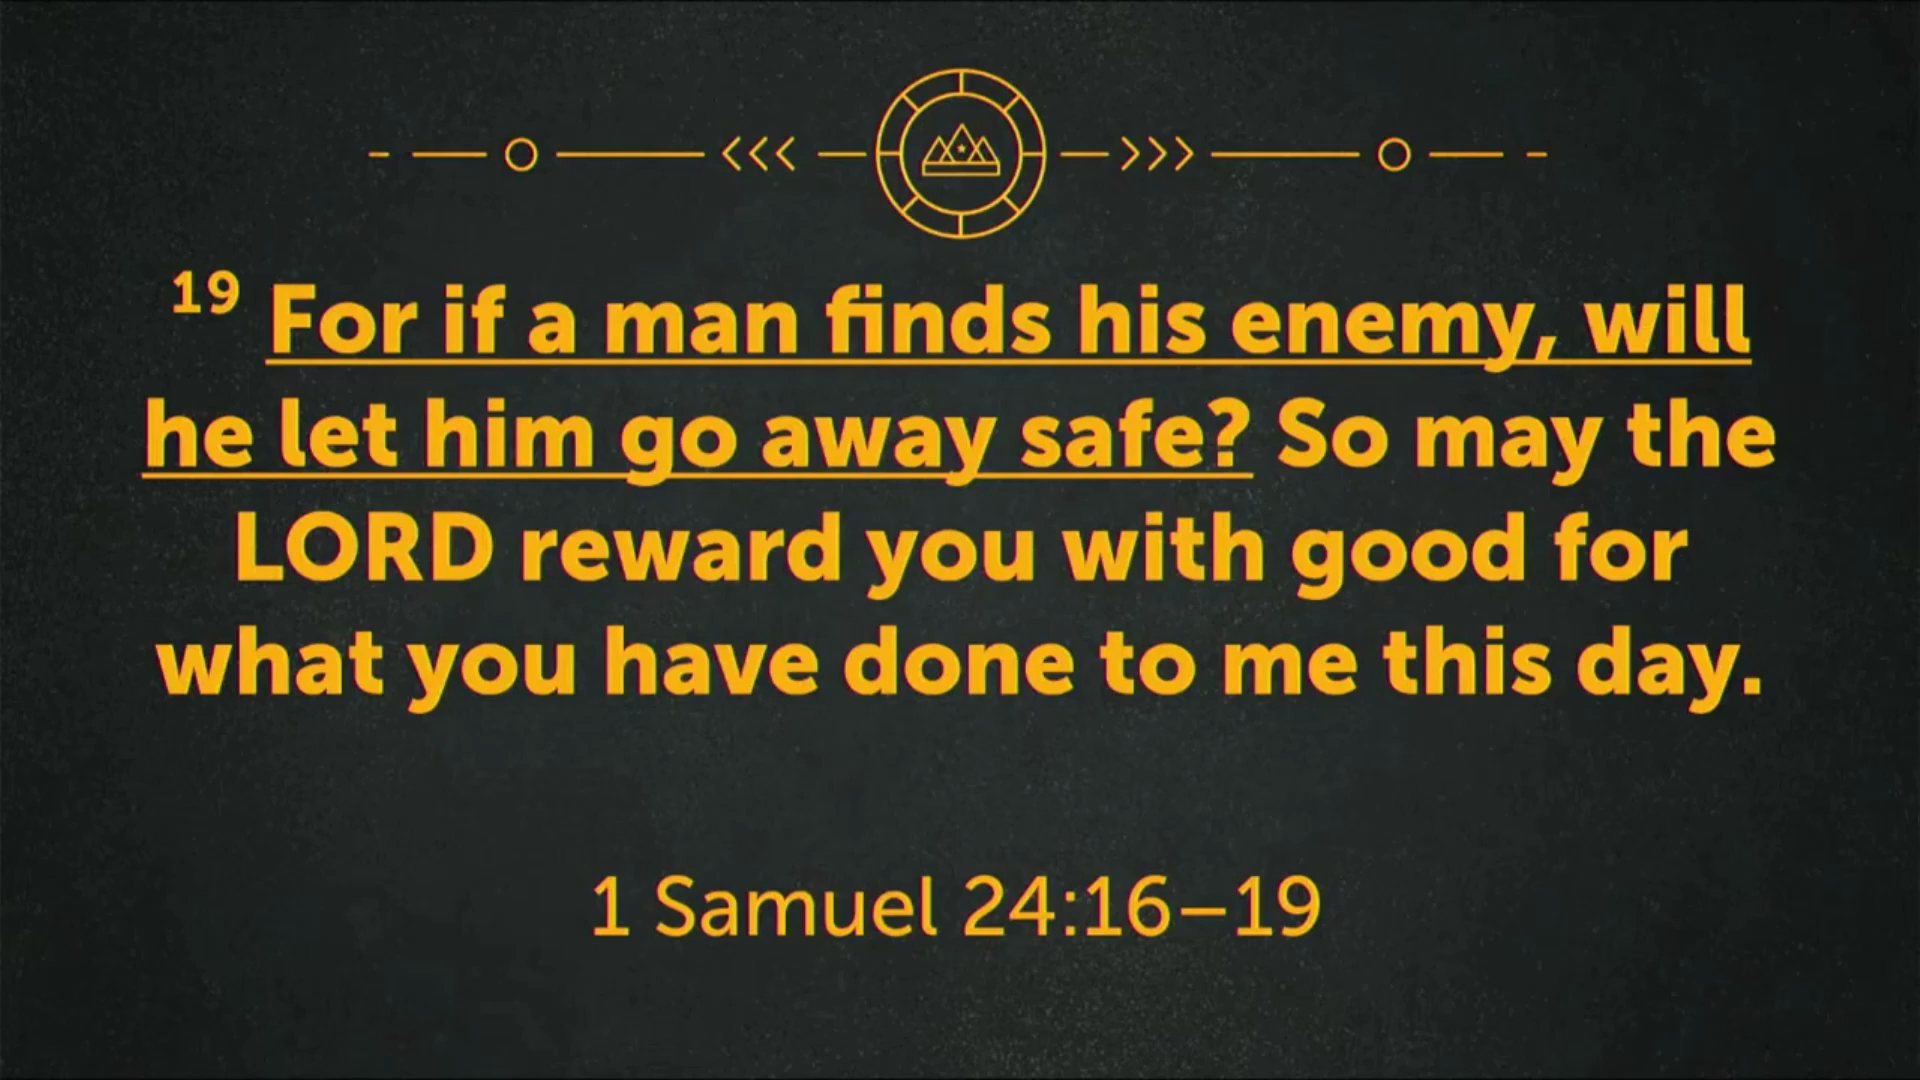 19 For if a man finds his enemy, will
he let him go away safe? So may the
LORD reward you with good for
what you have done to me this day.
1 Samuel 24:16–19